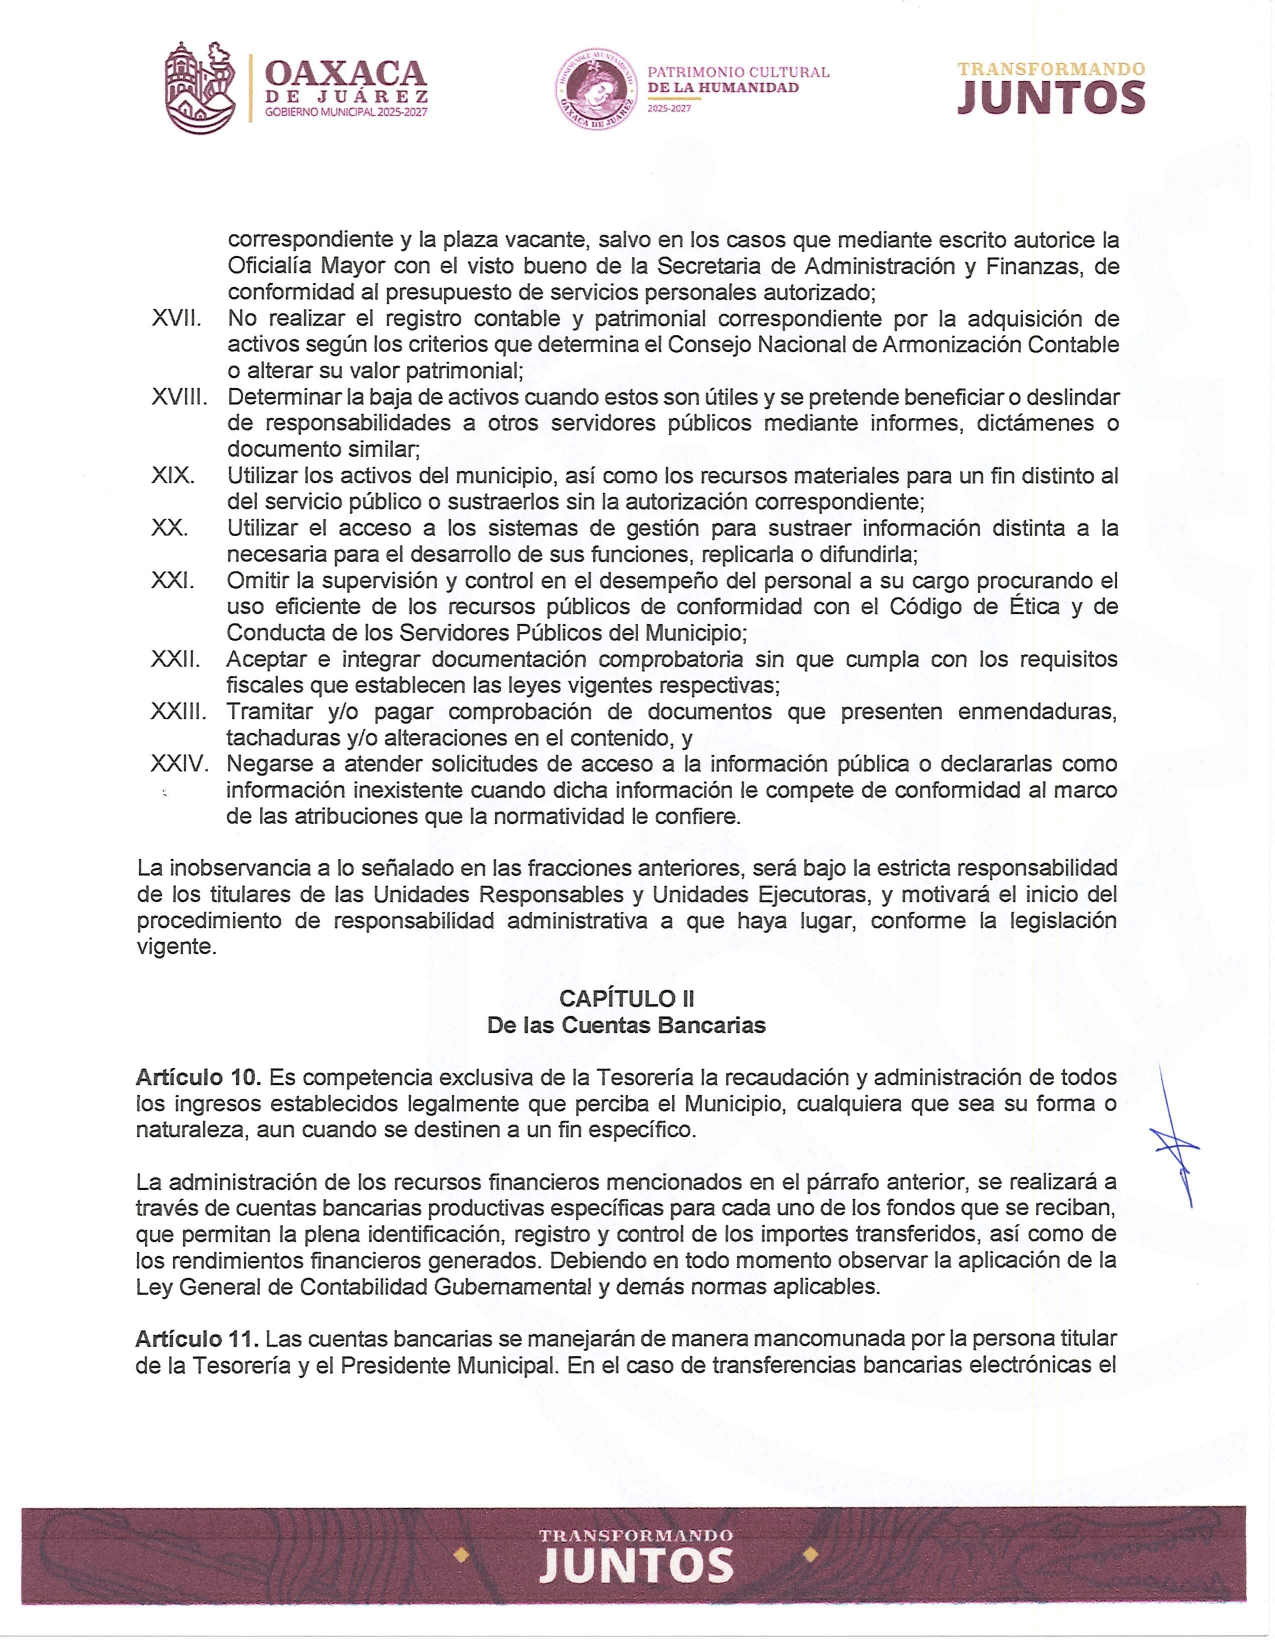 OAXACA
DE JUÁREZ
GOBIERNO MUNICIPAL 2025-2027
HONORABLE AYUNTAMIENTO
OAXACA DE JUÁREZ
PATRIMONIO CULTURAL
DE LA HUMANIDAD
2025-2027
TRANSFORMANDO
JUNTOS
correspondiente y la plaza vacante, salvo en los casos que mediante escrito autorice la
Oficialía Mayor con el visto bueno de la Secretaria de Administración y Finanzas, de
conformidad al presupuesto de servicios personales autorizado;
XVII. No realizar el registro contable y patrimonial correspondiente por la adquisición de
activos según los criterios que determina el Consejo Nacional de Armonización Contable
o alterar su valor patrimonial;
XVIII. Determinar la baja de activos cuando estos son útiles y se pretende beneficiar o deslindar
de responsabilidades a otros servidores públicos mediante informes, dictámenes o
documento similar;
XIX. Utilizar los activos del municipio, así como los recursos materiales para un fin distinto al
del servicio público o sustraerlos sin la autorización correspondiente;
XX. Utilizar el acceso a los sistemas de gestión para sustraer información distinta a la
necesaria para el desarrollo de sus funciones, replicarla o difundirla;
XXI. Omitir la supervisión y control en el desempeño del personal a su cargo procurando el
uso eficiente de los recursos públicos de conformidad con el Código de Ética y de
Conducta de los Servidores Públicos del Municipio;
XXII. Aceptar e integrar documentación comprobatoria sin que cumpla con los requisitos
fiscales que establecen las leyes vigentes respectivas;
XXIII. Tramitar y/o pagar comprobación de documentos que presenten enmendaduras,
tachaduras y/o alteraciones en el contenido, y
XXIV. Negarse a atender solicitudes de acceso a la información pública o declararlas como
información inexistente cuando dicha información le compete de conformidad al marco
de las atribuciones que la normatividad le confiere.
La inobservancia a lo señalado en las fracciones anteriores, será bajo la estricta responsabilidad
de los titulares de las Unidades Responsables y Unidades Ejecutoras, y motivará el inicio del
procedimiento de responsabilidad administrativa a que haya lugar, conforme la legislación
vigente.
CAPÍTULO II
De las Cuentas Bancarias
Artículo 10. Es competencia exclusiva de la Tesorería la recaudación y administración de todos
los ingresos establecidos legalmente que perciba el Municipio, cualquiera que sea su forma o
naturaleza, aun cuando se destinen a un fin específico.
La administración de los recursos financieros mencionados en el párrafo anterior, se realizará a
través de cuentas bancarias productivas específicas para cada uno de los fondos que se reciban,
que permitan la plena identificación, registro y control de los importes transferidos, así como de
los rendimientos financieros generados. Debiendo en todo momento observar la aplicación de la
Ley General de Contabilidad Gubernamental y demás normas aplicables.
Artículo 11. Las cuentas bancarias se manejarán de manera mancomunada por la persona titular
de la Tesorería y el Presidente Municipal. En el caso de transferencias bancarias electrónicas el
TRANSFORMANDO
JUNTOS